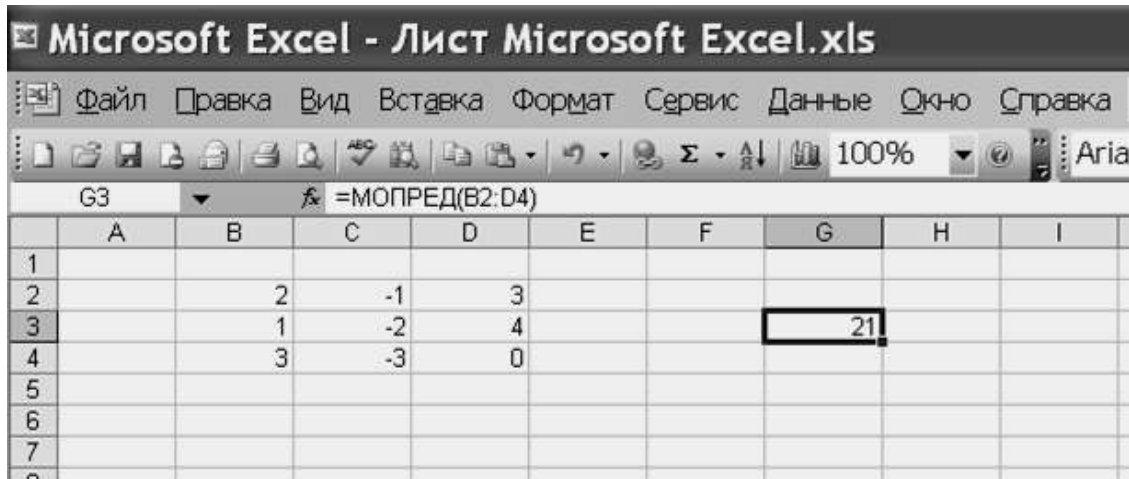 Microsoft Excel - Лист Microsoft Excel.xls
Файл Правка Вид Вставка Формат Сервис Данные Окно Справка
100% Aria
G3 fx =МОПРЕД(B2:D4)
A B C D E F G H I
1
2 2 -1 3
3 1 -2 4 21
4 3 -3 0
5
6
7